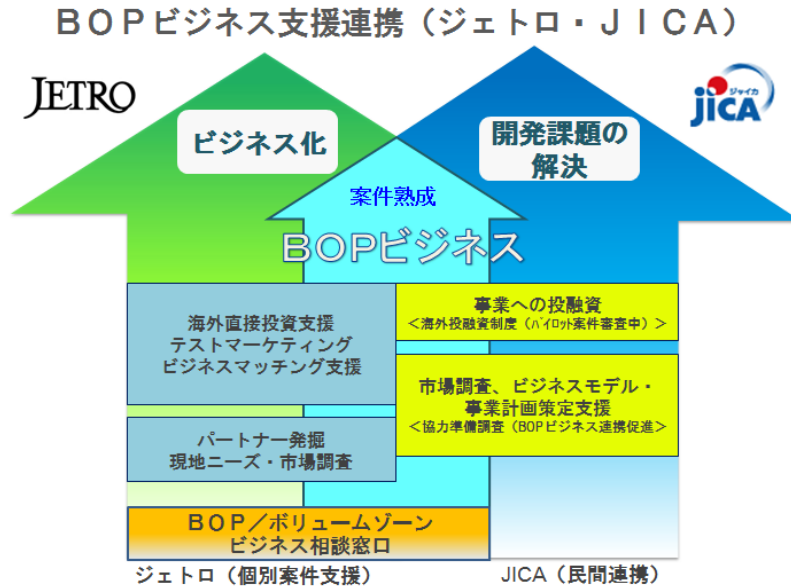 BOPビジネス支援連携（ジェトロ・JICA）
JETRO
ジャイカ
JICA
ビジネス化
開発課題の
解決
案件熟成
BOPビジネス
海外直接投資支援
テストマーケティング
ビジネスマッチング支援
事業への投融資
＜海外投融資制度（ﾊﾟｲﾛｯﾄ案件審査中）＞
市場調査、ビジネスモデル・
事業計画策定支援
＜協力準備調査（BOPビジネス連携促進＞
パートナー発掘
現地ニーズ・市場調査
BOP／ボリュームゾーン
ビジネス相談窓口
ジェトロ（個別案件支援）
JICA（民間連携）